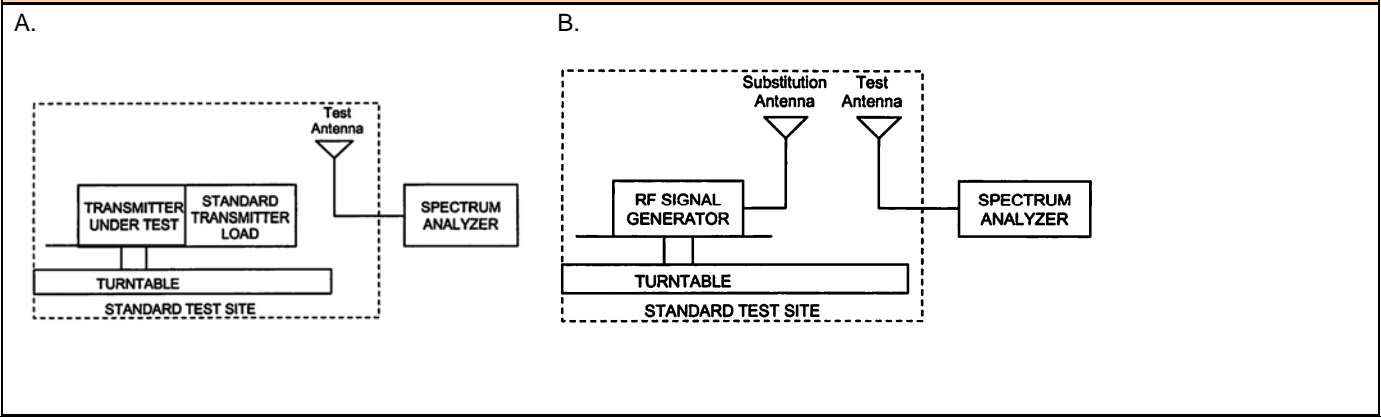 A.
Test
Antenna
TRANSMITTER
UNDER TEST
STANDARD
TRANSMITTER
LOAD
SPECTRUM
ANALYZER
TURNTABLE
STANDARD TEST SITE
B.
Substitution
Antenna
Test
Antenna
RF SIGNAL
GENERATOR
SPECTRUM
ANALYZER
TURNTABLE
STANDARD TEST SITE